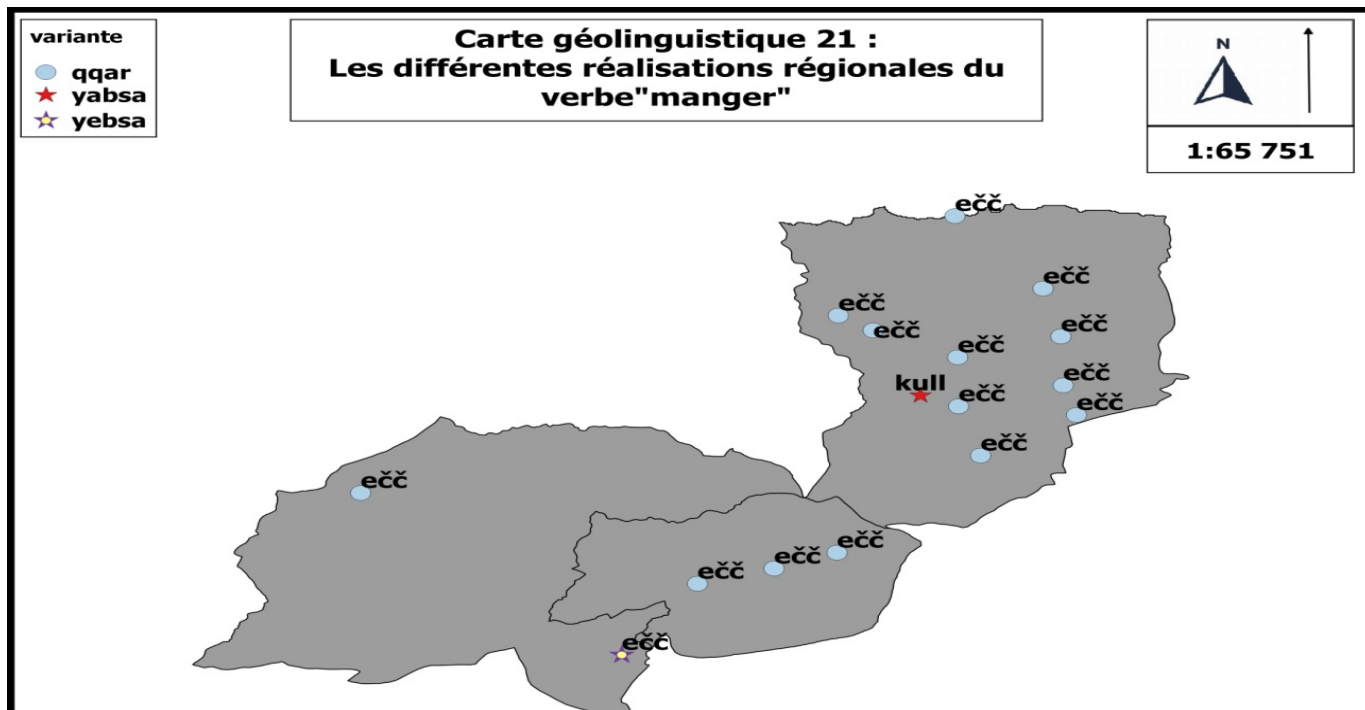 variante
qqar
yabsa
yebsa
Carte géolinguistique 21 :
Les différentes réalisations régionales du
verbe"manger"
N
1:65 751
ečč
ečč
ečč
ečč
ečč
ečč
kull
ečč
ečč
ečč
ečč
ečč
ečč
ečč
ečč
ečč